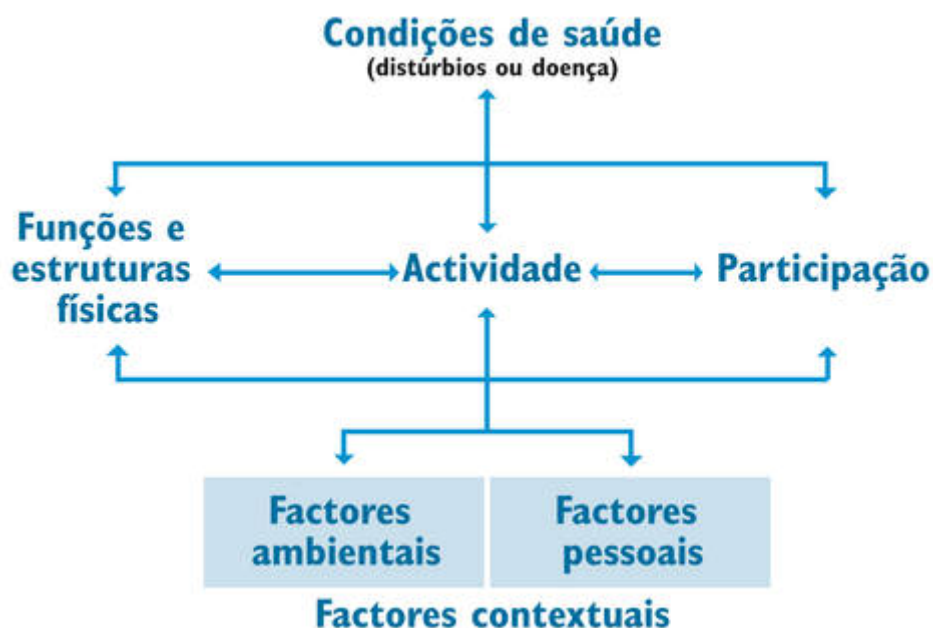 Condições de saúde
(distúrbios ou doença)
Funções e
estruturas
físicas
Actividade
Participação
Factores
ambientais
Factores
pessoais
Factores contextuais